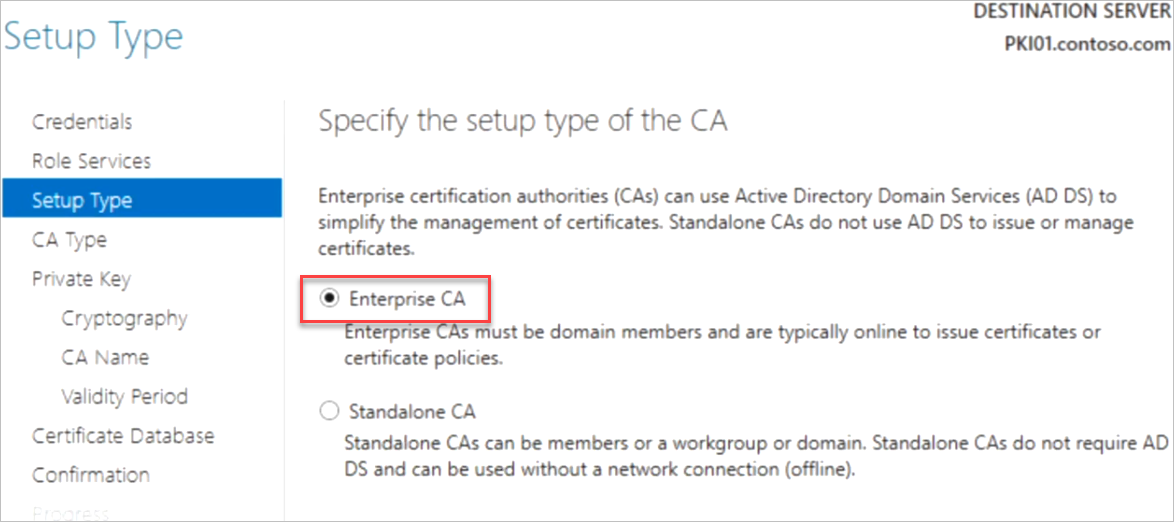 DESTINATION SERVER
PKI01.contoso.com
Setup Type
Credentials
Role Services
Setup Type
CA Type
Private Key
Cryptography
CA Name
Validity Period
Certificate Database
Confirmation
Progress
Specify the setup type of the CA
Enterprise certification authorities (CAs) can use Active Directory Domain Services (AD DS) to
simplify the management of certificates. Standalone CAs do not use AD DS to issue or manage
certificates.
Enterprise CA
Enterprise CAs must be domain members and are typically online to issue certificates or
certificate policies.
Standalone CA
Standalone CAs can be members or a workgroup or domain. Standalone CAs do not require AD
DS and can be used without a network connection (offline).